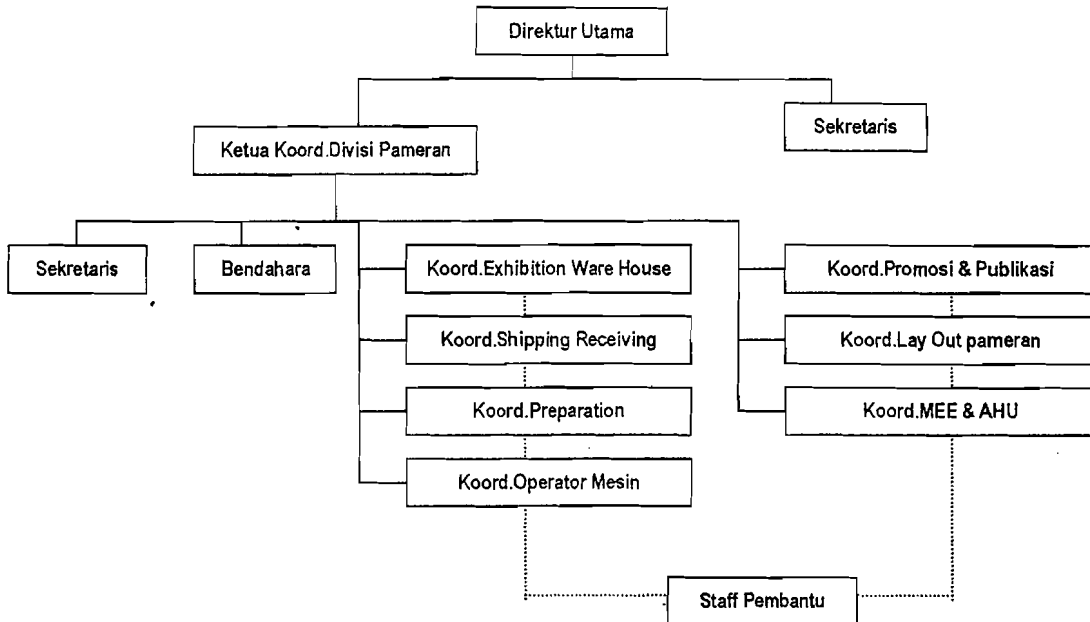 Direktur Utama
Sekretaris
Ketua Koord.Divisi Pameran
Sekretaris
Bendahara
Koord.Exhibition Ware House
Koord.Promosi & Publikasi
Koord.Shipping Receiving
Koord.Lay Out pameran
Koord.Preparation
Koord.MEE & AHU
Koord.Operator Mesin
Staff Pembantu